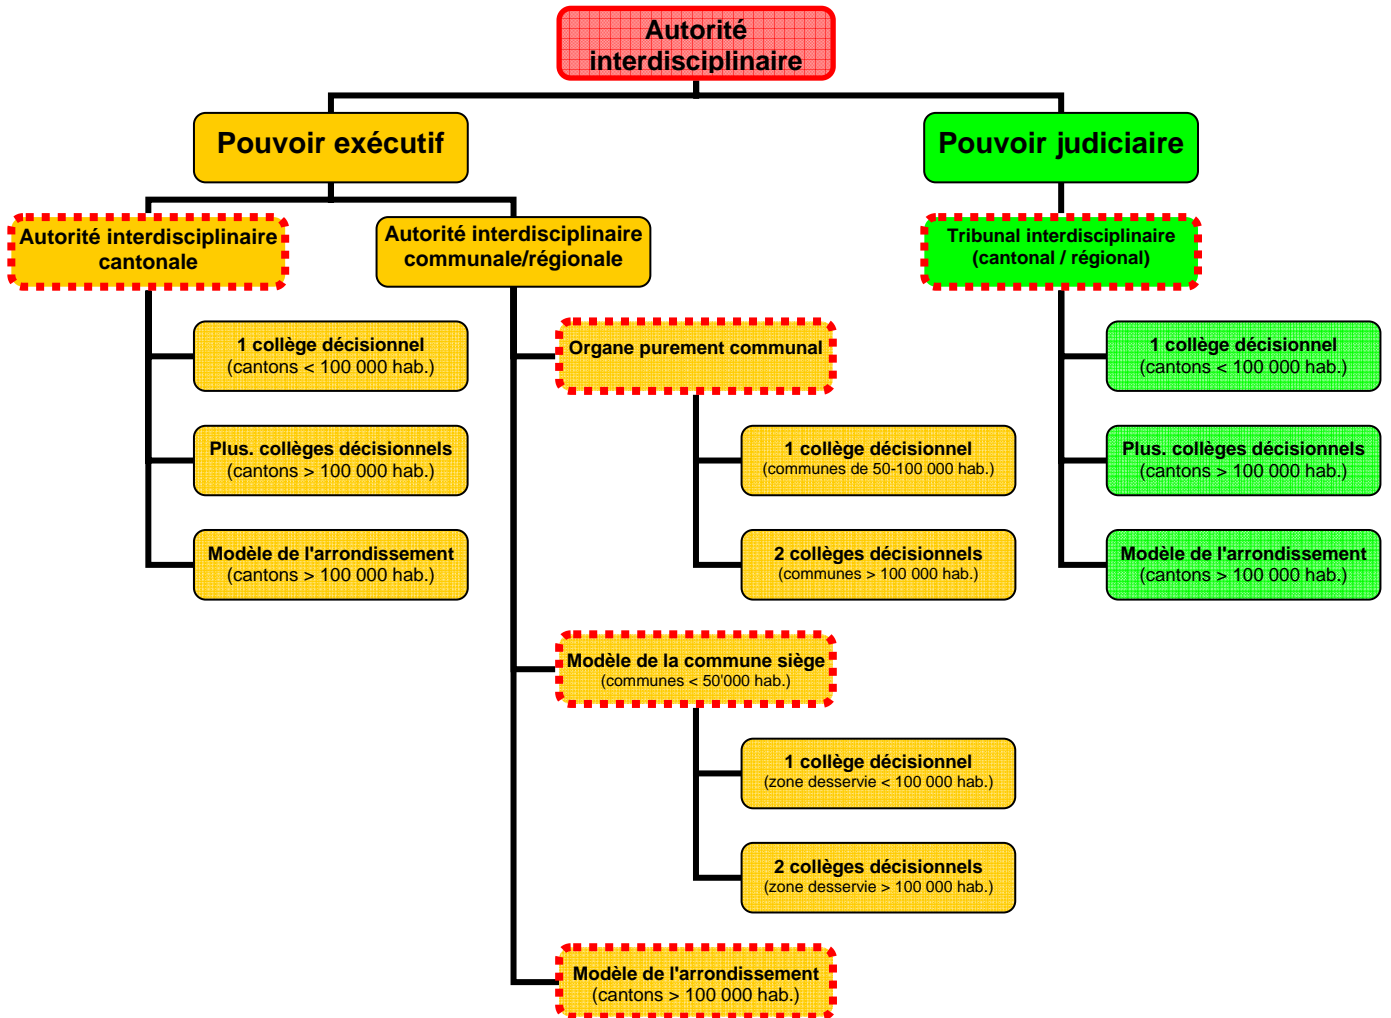 Autorité
interdisciplinaire
Pouvoir exécutif
Pouvoir judiciaire
Autorité interdisciplinaire
cantonale
Autorité interdisciplinaire
communale/régionale
Tribunal interdisciplinaire
(cantonal / régional)
1 collège décisionnel
(cantons < 100 000 hab.)
Plus. collèges décisionnels
(cantons > 100 000 hab.)
Modèle de l'arrondissement
(cantons > 100 000 hab.)
Organe purement communal
1 collège décisionnel
(communes de 50-100 000 hab.)
2 collèges décisionnels
(communes > 100 000 hab.)
Modèle de la commune siège
(communes < 50'000 hab.)
1 collège décisionnel
(zone desservie < 100 000 hab.)
2 collèges décisionnels
(zone desservie > 100 000 hab.)
Modèle de l'arrondissement
(cantons > 100 000 hab.)
1 collège décisionnel
(cantons < 100 000 hab.)
Plus. collèges décisionnels
(cantons > 100 000 hab.)
Modèle de l'arrondissement
(cantons > 100 000 hab.)